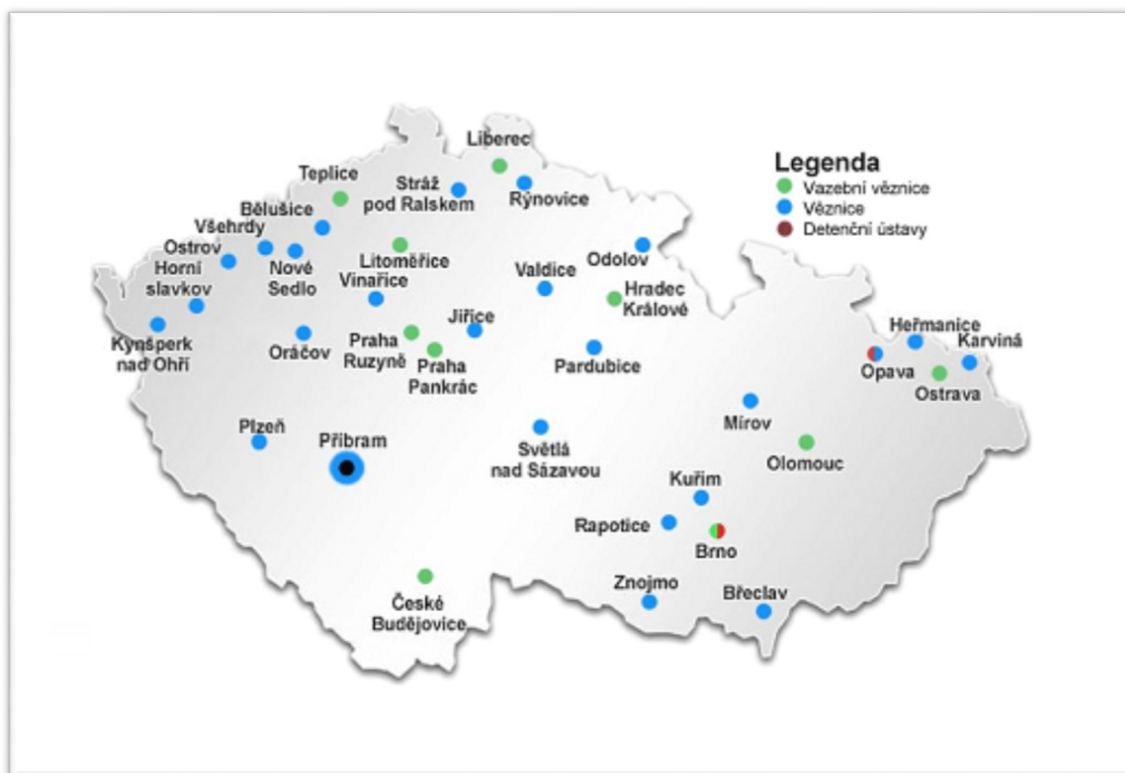 Liberec
Legenda
Vazební věznice
Věznice
Detenční ústavy
Teplice
Stráž
pod Ralskem
Rýnovice
Bělušice
Všehrdy
Ostrov
Horní
slavkov
Nové
Sedlo
Litoměřice
Vinařice
Valdice
Odolov
Hradec
Králové
Kynšperk
nad Ohří
Oráčov
Praha
Ruzyně
Jiřice
Praha
Pankrác
Pardubice
Heřmanice
Karviná
Opava
Ostrava
Plzeň
Příbram
Světlá
nad Sázavou
Mírov
Olomouc
Kuřim
Rapotice
Brno
Znojmo
Břeclav
České
Budějovice